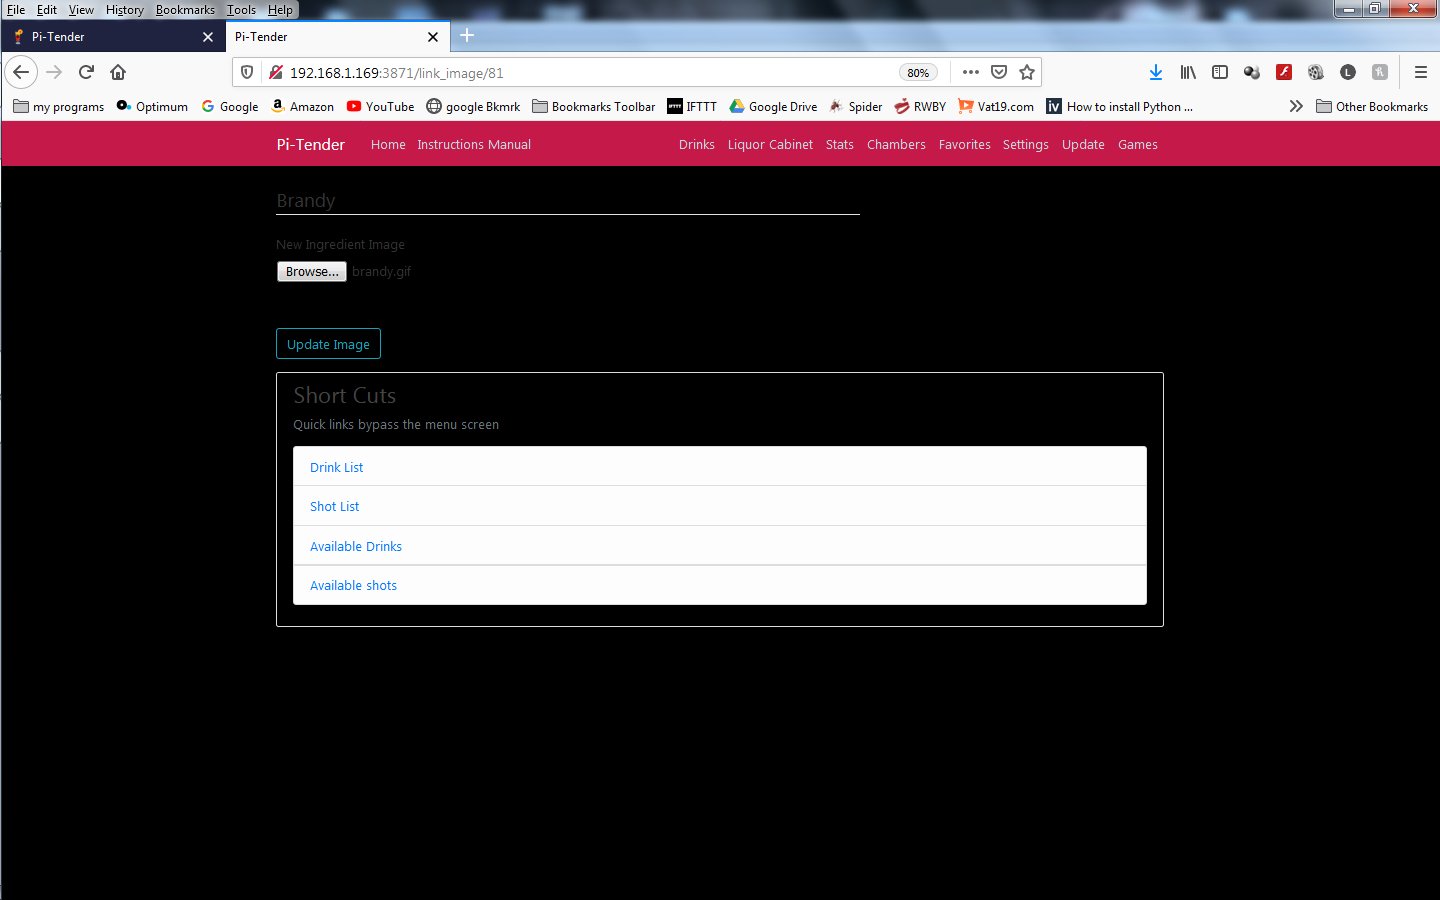 File Edit View History Bookmarks Tools Help
Pi-Tender Pi-Tender
192.168.1.169:3871/link_image/81 80%
my programs Optimum Google Amazon YouTube google Bkmrk Bookmarks Toolbar IFTTT Google Drive Spider RWBY Vat19.com iv How to install Python ... Other Bookmarks
Pi-Tender Home Instructions Manual Drinks Liquor Cabinet Stats Chambers Favorites Settings Update Games
Brandy
New Ingredient Image
Browse... brandy.gif
Update Image
Short Cuts
Quick links bypass the menu screen
Drink List
Shot List
Available Drinks
Available shots